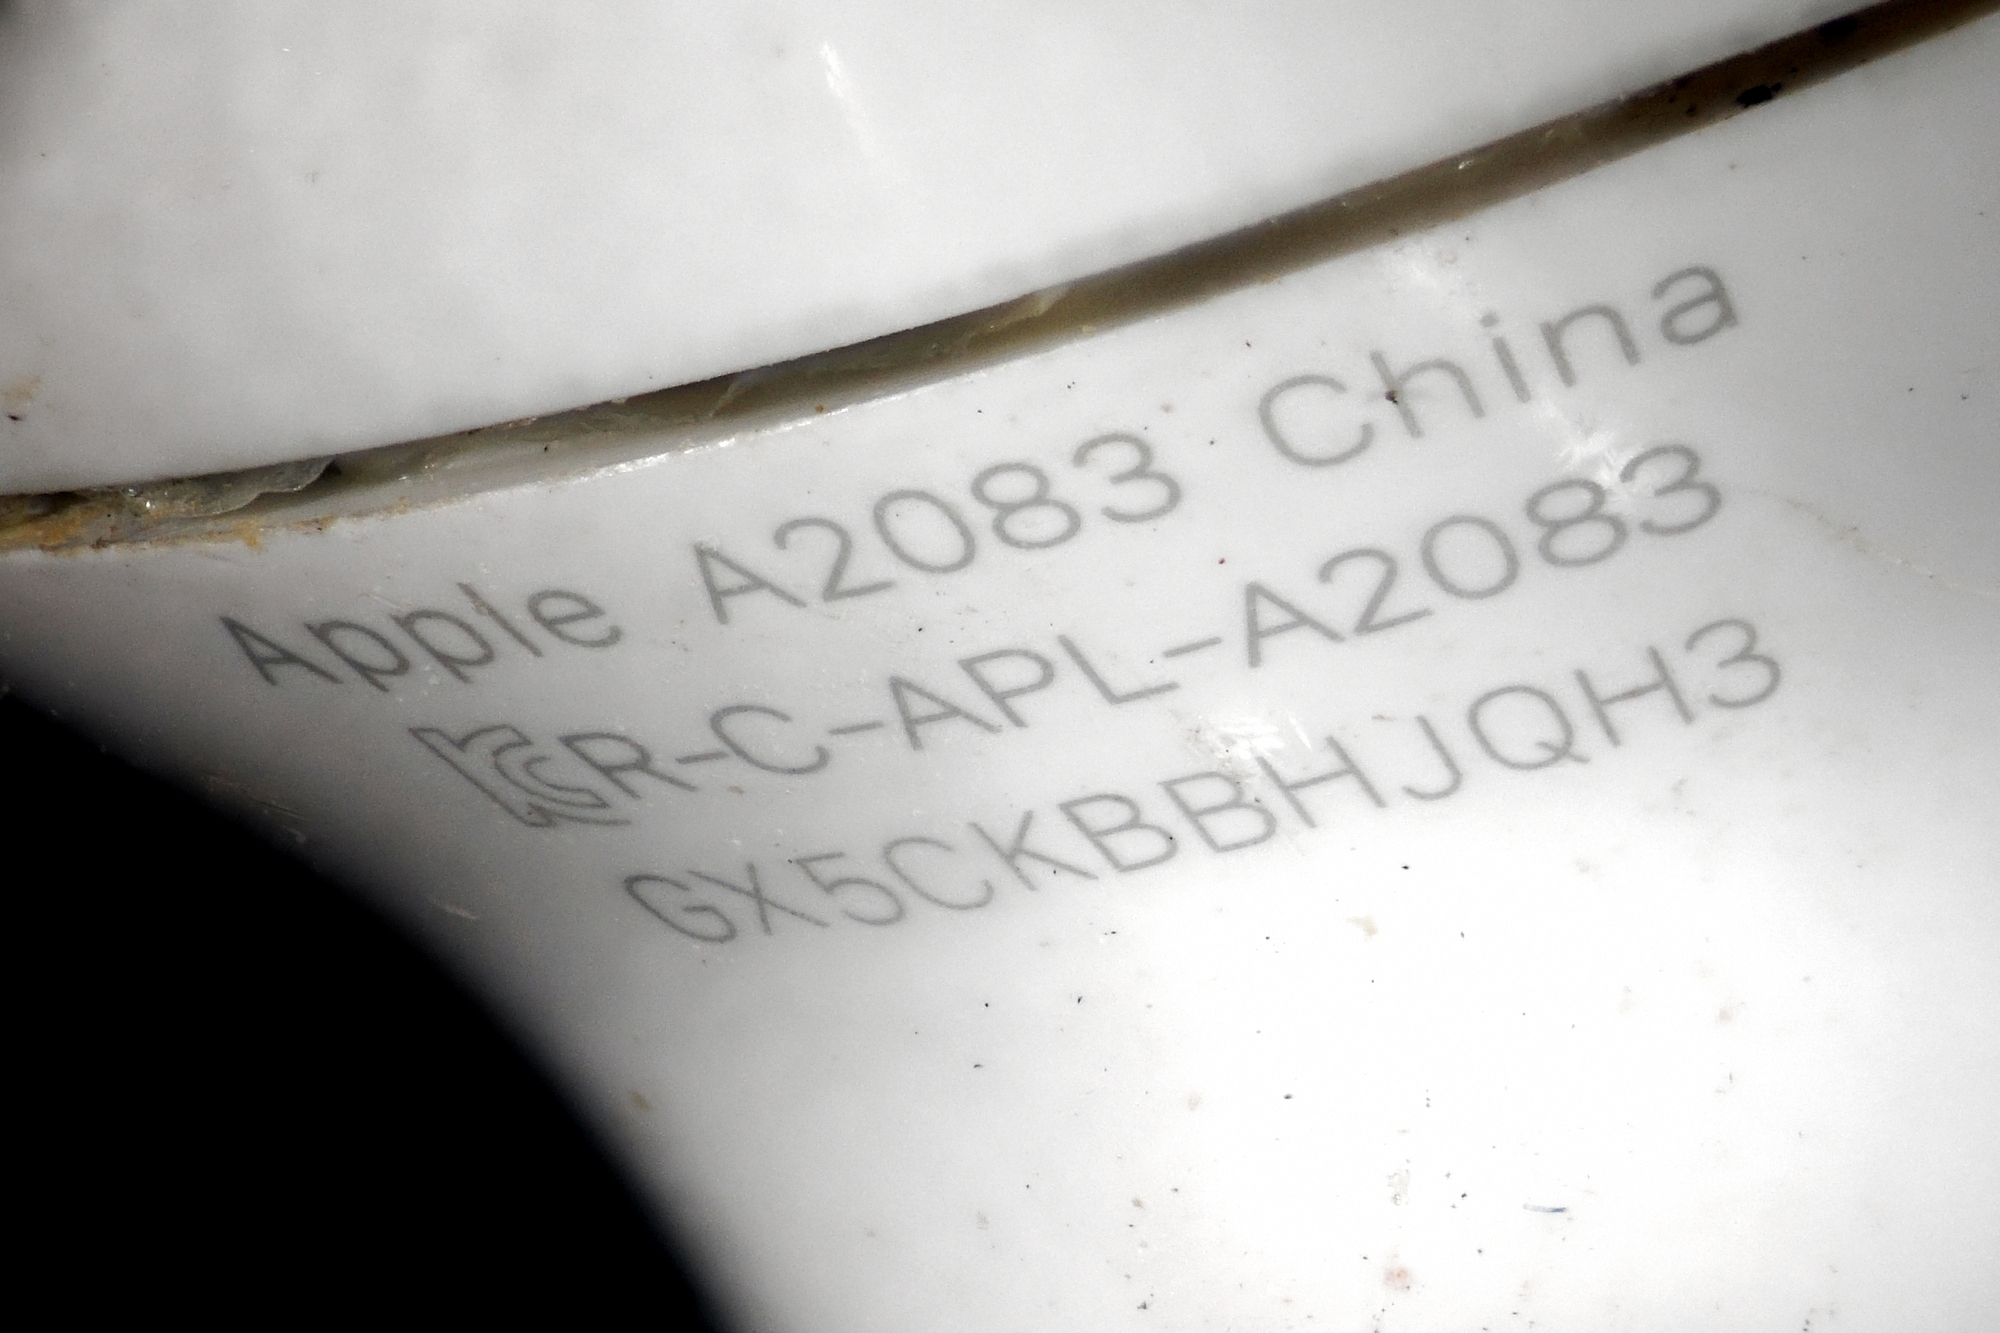 Apple A2083 China
R-C-APL-A2083
GX5CKBBHJQH3